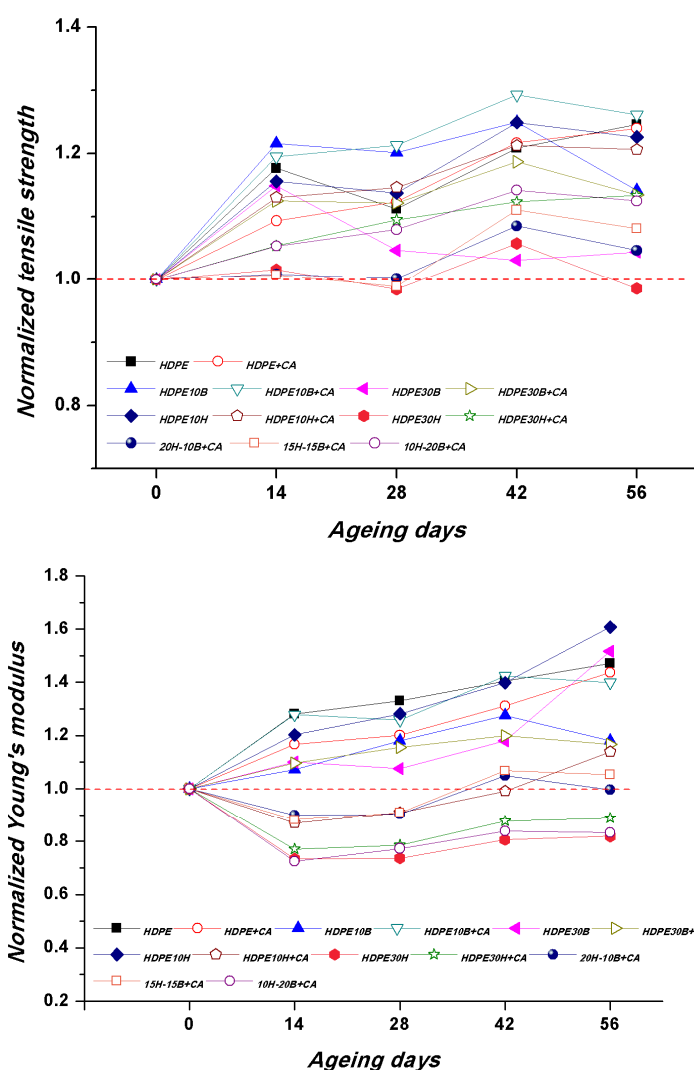 1.4
1.2
1.0
0.8
Normalized tensile strength
HDPE HDPE+CA
HDPE10B HDPE10B+CA HDPE30B HDPE30B+CA
HDPE10H HDPE10H+CA HDPE30H HDPE30H+CA
20H-10B+CA 15H-15B+CA 10H-20B+CA
0 14 28 42 56
Ageing days
1.8
1.6
1.4
1.2
1.0
0.8
0.6
0.4
0.2
Normalized Young's modulus
HDPE HDPE+CA HDPE10B HDPE10B+CA HDPE30B HDPE30B+
HDPE10H HDPE10H+CA HDPE30H HDPE30H+CA 20H-10B+CA
15H-15B+CA 10H-20B+CA
0 14 28 42 56
Ageing days